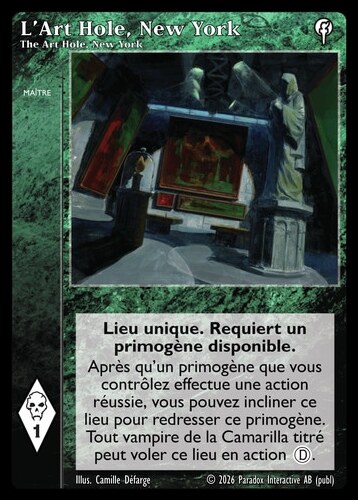 L'Art Hole, New York
The Art Hole, New York
MAÎTRE
Lieu unique. Requiert un
primogène disponible.
Après qu'un primogène que vous
contrôlez effectue une action
réussie, vous pouvez incliner ce
lieu pour redresser ce primogène.
Tout vampire de la Camarilla titré
peut voler ce lieu en action Ⓓ.
1
Illus. Camille Défarge
© 2026 Paradox Interactive AB (publ)